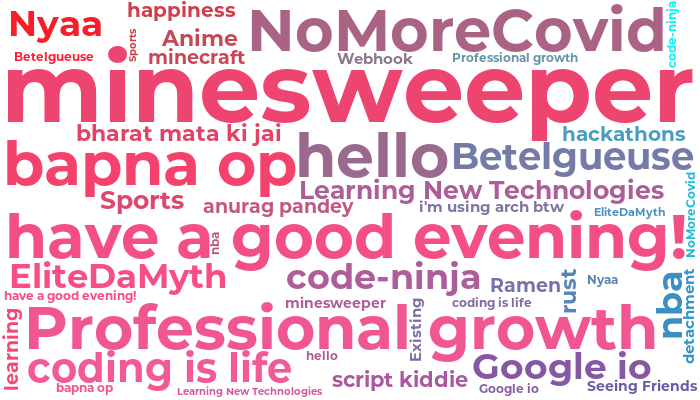 Nyaa
happiness
Sports
Anime
NoMoreCovid
code-ninja
Betelgueuse
minecraft
Webhook
Professional growth
minesweeper
bharat mata ki jai
hello
hackathons
bapna op
Betelgueuse
Learning New Technologies
Sports
anurag pandey
i'm using arch btw
EliteDaMyth
NoMoreCovid
have a good evening!
nba
EliteDaMyth
code-ninja
Ramen
rust
Nyaa
nba
detachment
have a good evening!
minesweeper
Existing
coding is life
learning
Professional growth
hello
coding is life
script kiddie
Google io
bapna op
Learning New Technologies
Google io
Seeing Friends